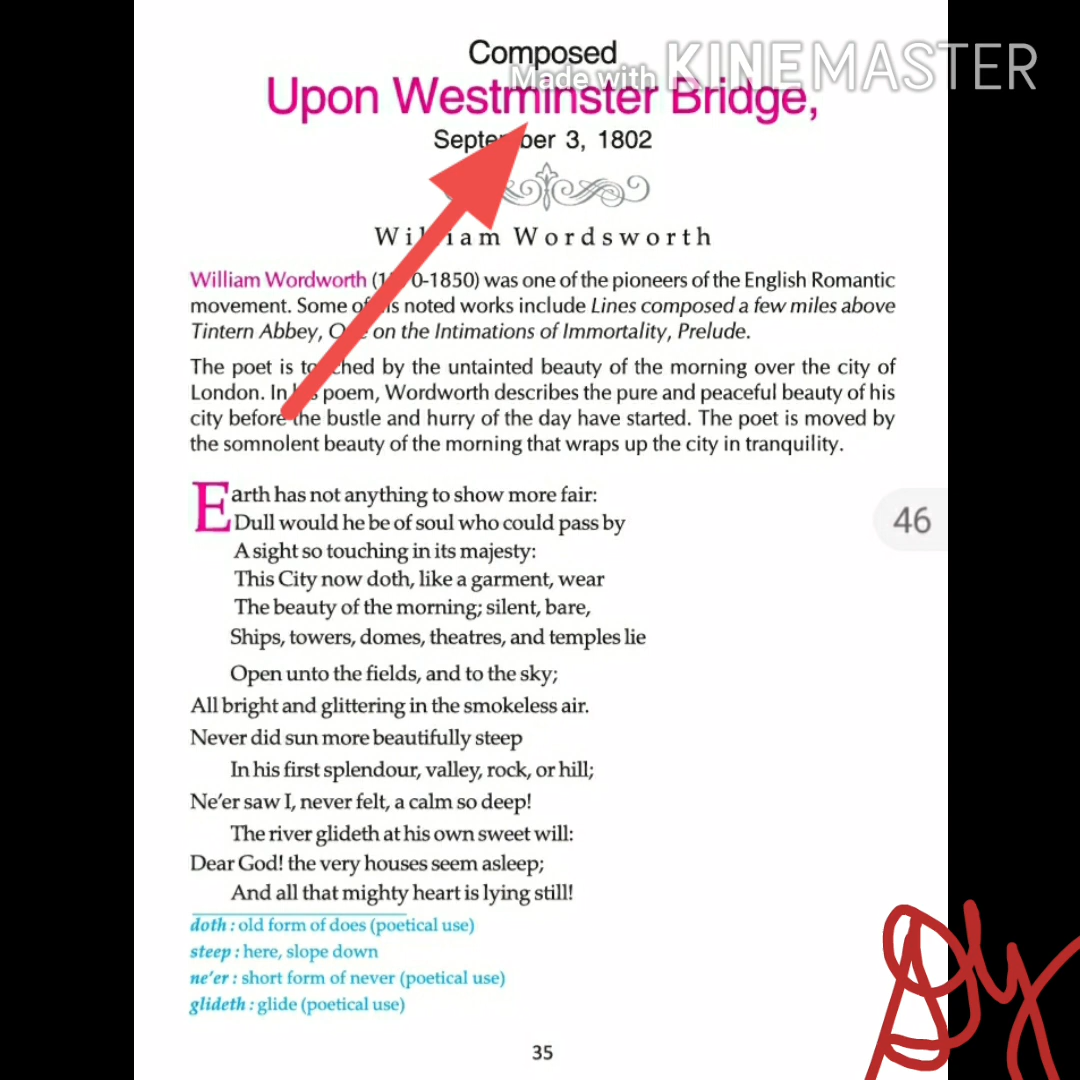 Composed
Made with KINEMASTER
Upon Westminster Bridge,
September 3, 1802
William Wordsworth
William Wordworth (1770-1850) was one of the pioneers of the English Romantic
movement. Some of his noted works include Lines composed a few miles above
Tintern Abbey, Ode on the Intimations of Immortality, Prelude.
The poet is touched by the untainted beauty of the morning over the city of
London. In his poem, Wordworth describes the pure and peaceful beauty of his
city before the bustle and hurry of the day have started. The poet is moved by
the somnolent beauty of the morning that wraps up the city in tranquility.
Earth has not anything to show more fair:
Dull would he be of soul who could pass by
A sight so touching in its majesty:
This City now doth, like a garment, wear
The beauty of the morning; silent, bare,
Ships, towers, domes, theatres, and temples lie
Open unto the fields, and to the sky;
All bright and glittering in the smokeless air.
Never did sun more beautifully steep
In his first splendour, valley, rock, or hill;
Ne'er saw I, never felt, a calm so deep!
The river glideth at his own sweet will:
Dear God! the very houses seem asleep;
And all that mighty heart is lying still!
doth : old form of does (poetical use)
steep : here, slope down
ne'er : short form of never (poetical use)
glideth : glide (poetical use)
35
46